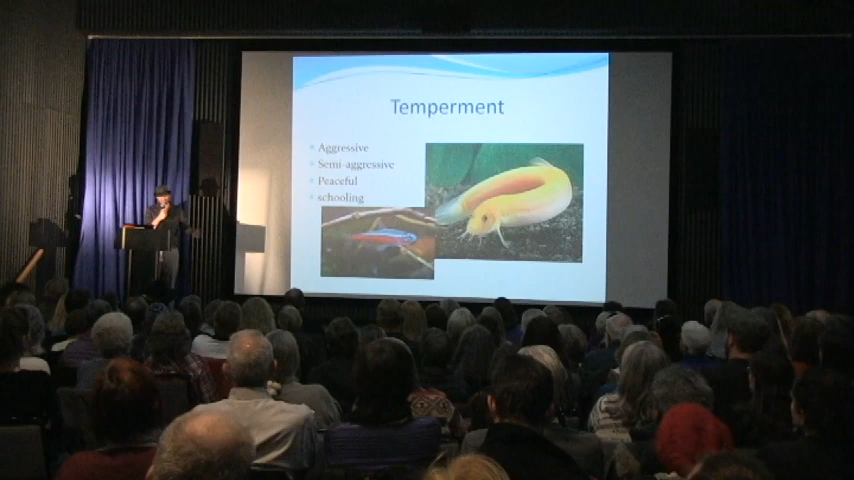 Temperment
Aggressive
Semi-aggressive
Peaceful
schooling